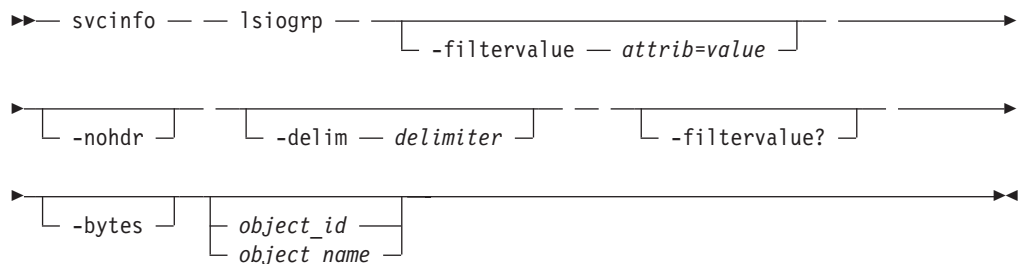 svcinfo lsiogrp
-filtervalue attrib=value
-nohdr -delim delimiter -filtervalue?
-bytes object_id
object_name